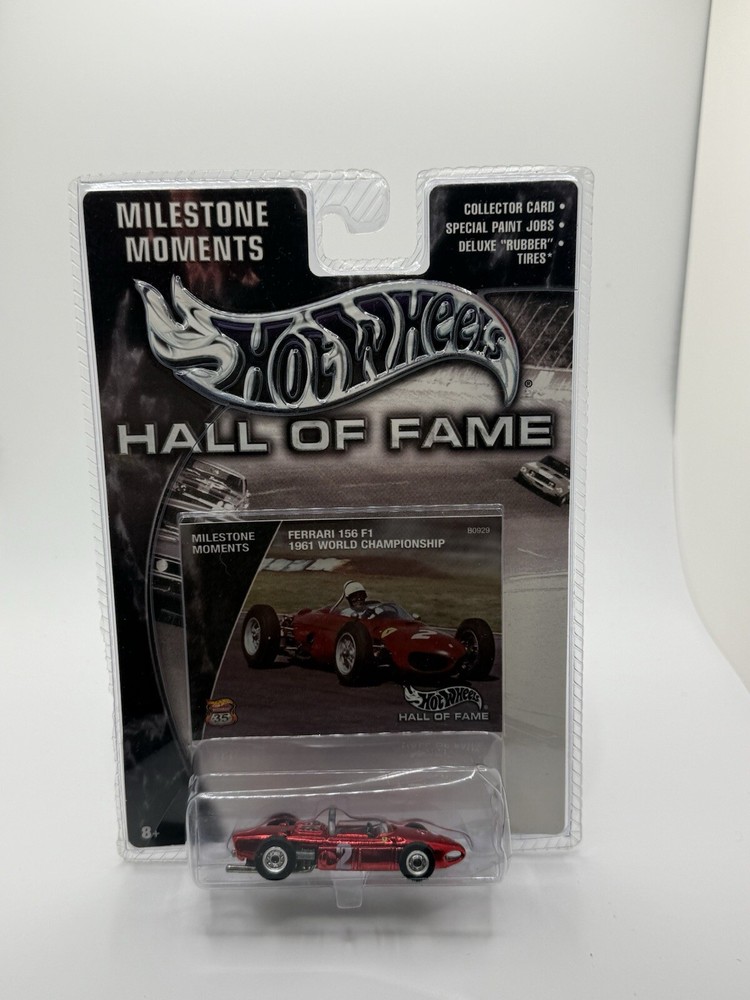 MILESTONE
MOMENTS
COLLECTOR CARD •
SPECIAL PAINT JOBS •
DELUXE "RUBBER" •
TIRES*
HOT WHEELS
®
HALL OF FAME
MILESTONE
MOMENTS
FERRARI 156 F1
1961 WORLD CHAMPIONSHIP
B0929
2
35
HOT WHEELS
HALL OF FAME
8+
2